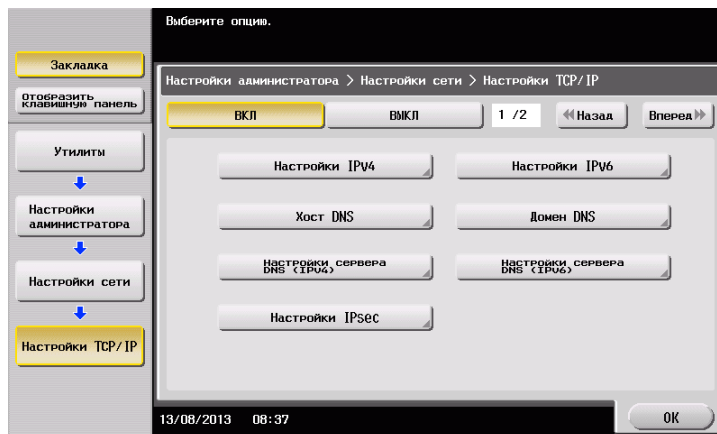 Выберите опцию.
Закладка
Отобразить
клавишную панель
Утилиты
Настройки
администратора
Настройки сети
Настройки TCP/IP
Настройки администратора > Настройки сети > Настройки TCP/IP
ВКЛ
ВЫКЛ
1 /2
Назад
Вперед
Настройки IPv4
Настройки IPv6
Хост DNS
Домен DNS
Настройки сервера
DNS (IPv4)
Настройки сервера
DNS (IPv6)
Настройки IPsec
13/08/2013 08:37
OK